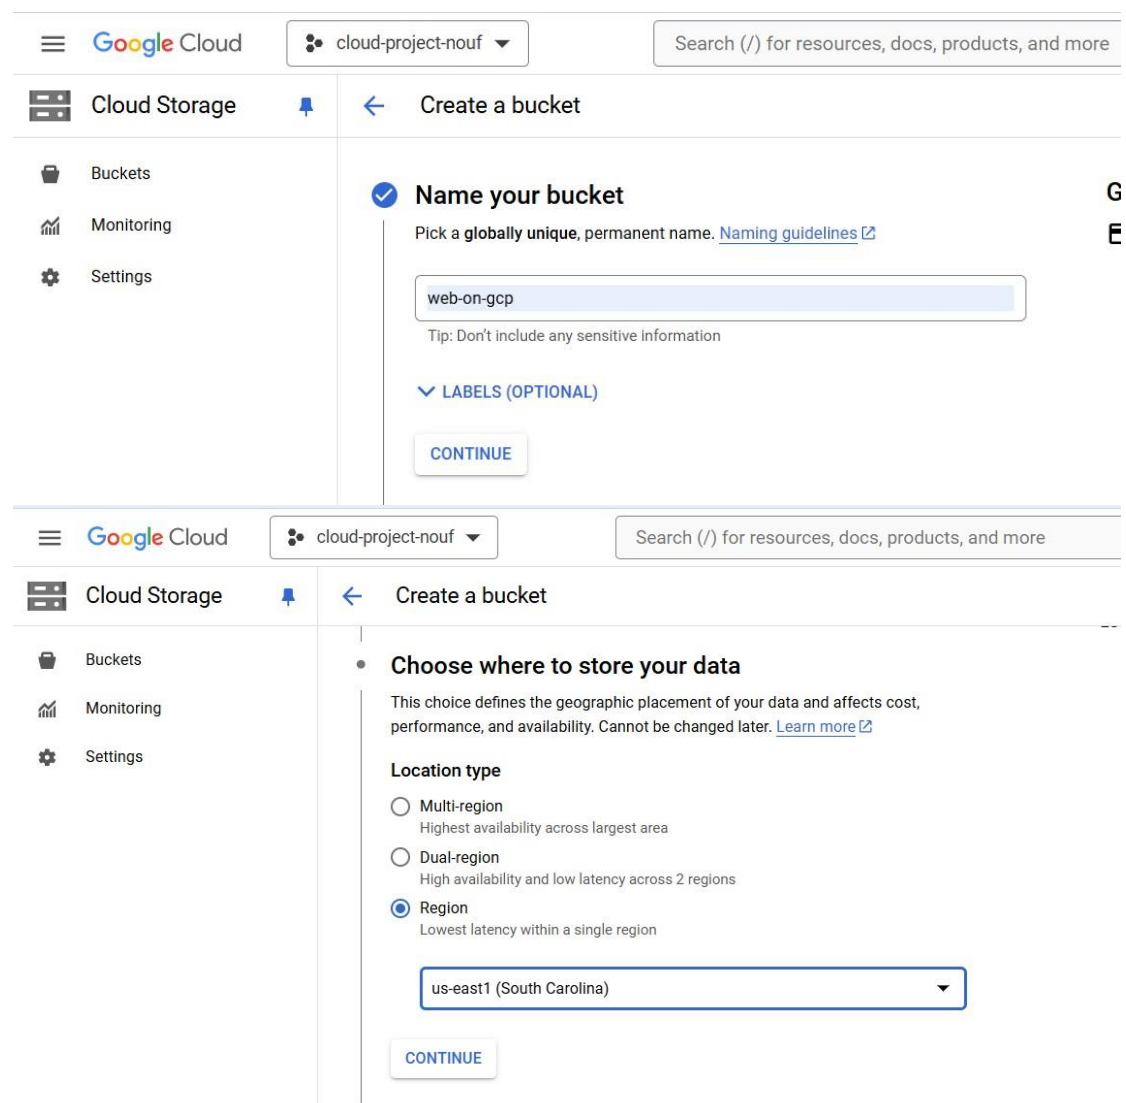 Google Cloud
cloud-project-nouf
Search (/) for resources, docs, products, and more
Cloud Storage
Create a bucket
Buckets
Monitoring
Settings
Name your bucket
Pick a globally unique, permanent name. Naming guidelines
web-on-gcp
Tip: Don't include any sensitive information
LABELS (OPTIONAL)
CONTINUE
G
Google Cloud
cloud-project-nouf
Search (/) for resources, docs, products, and more
Cloud Storage
Create a bucket
Buckets
Monitoring
Settings
Choose where to store your data
This choice defines the geographic placement of your data and affects cost,
performance, and availability. Cannot be changed later. Learn more
Location type
Multi-region
Highest availability across largest area
Dual-region
High availability and low latency across 2 regions
Region
Lowest latency within a single region
us-east1 (South Carolina)
CONTINUE